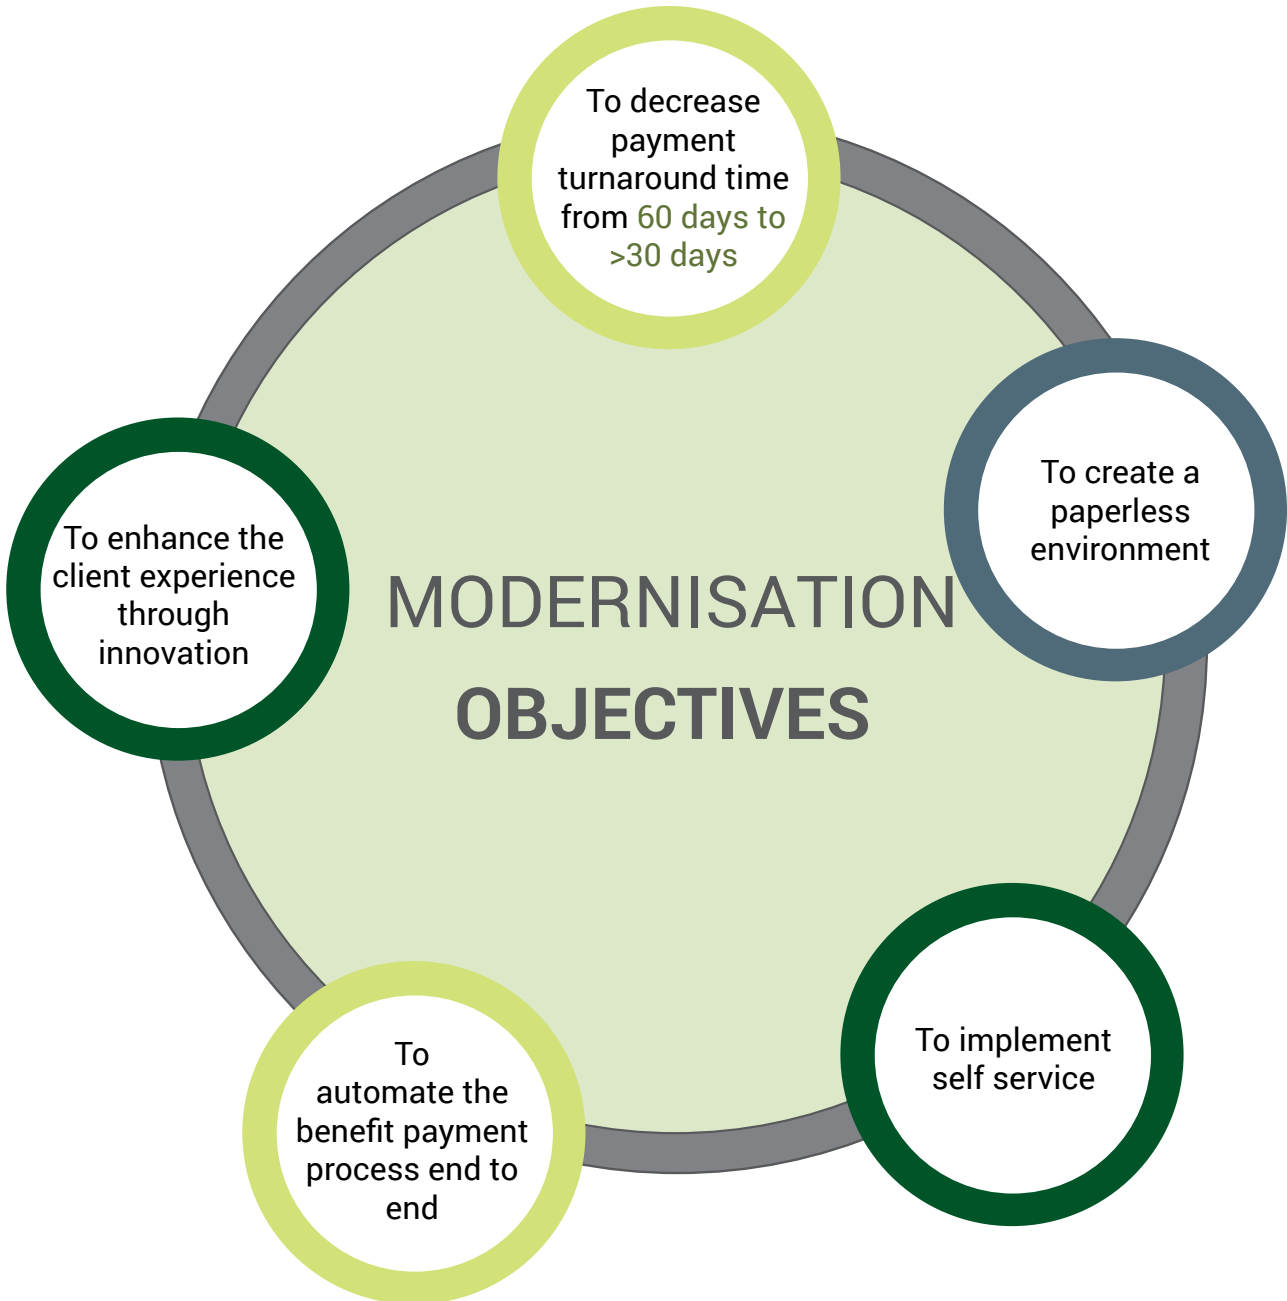 To decrease
payment
turnaround time
from 60 days to
>30 days
To create a
paperless
environment
To enhance the
client experience
through
innovation
MODERNISATION
OBJECTIVES
To implement
self service
To
automate the
benefit payment
process end to
end